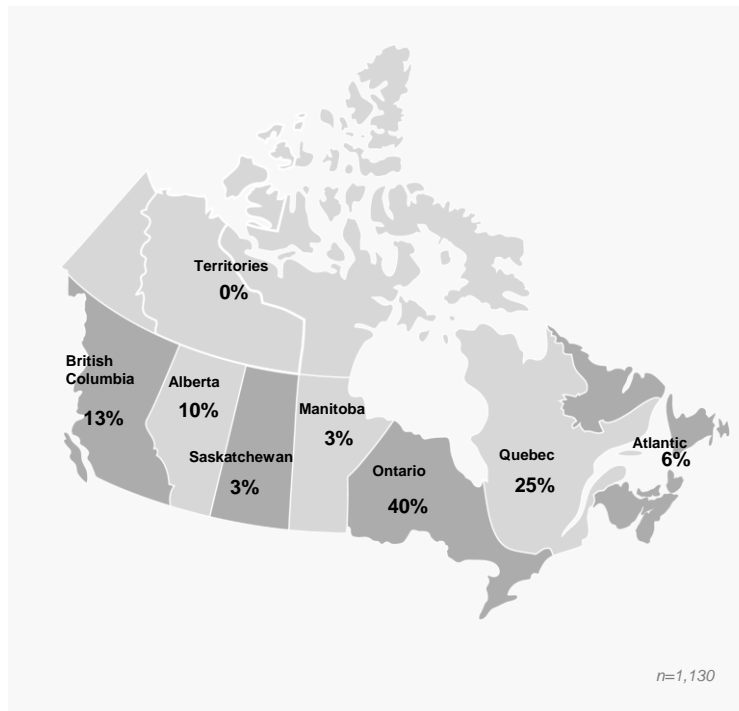 Territories
0%
British
Columbia
13%
Alberta
10%
Saskatchewan
3%
Manitoba
3%
Ontario
40%
Quebec
25%
Atlantic
6%
n=1,130